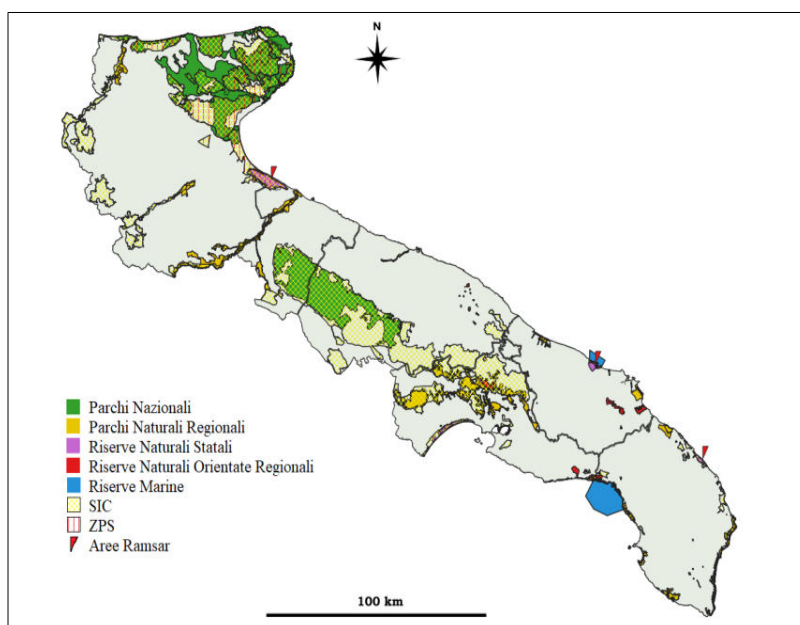 N
Parchi Nazionali
Parchi Naturali Regionali
Riserve Naturali Statali
Riserve Naturali Orientate Regionali
Riserve Marine
SIC
ZPS
Aree Ramsar
100 km